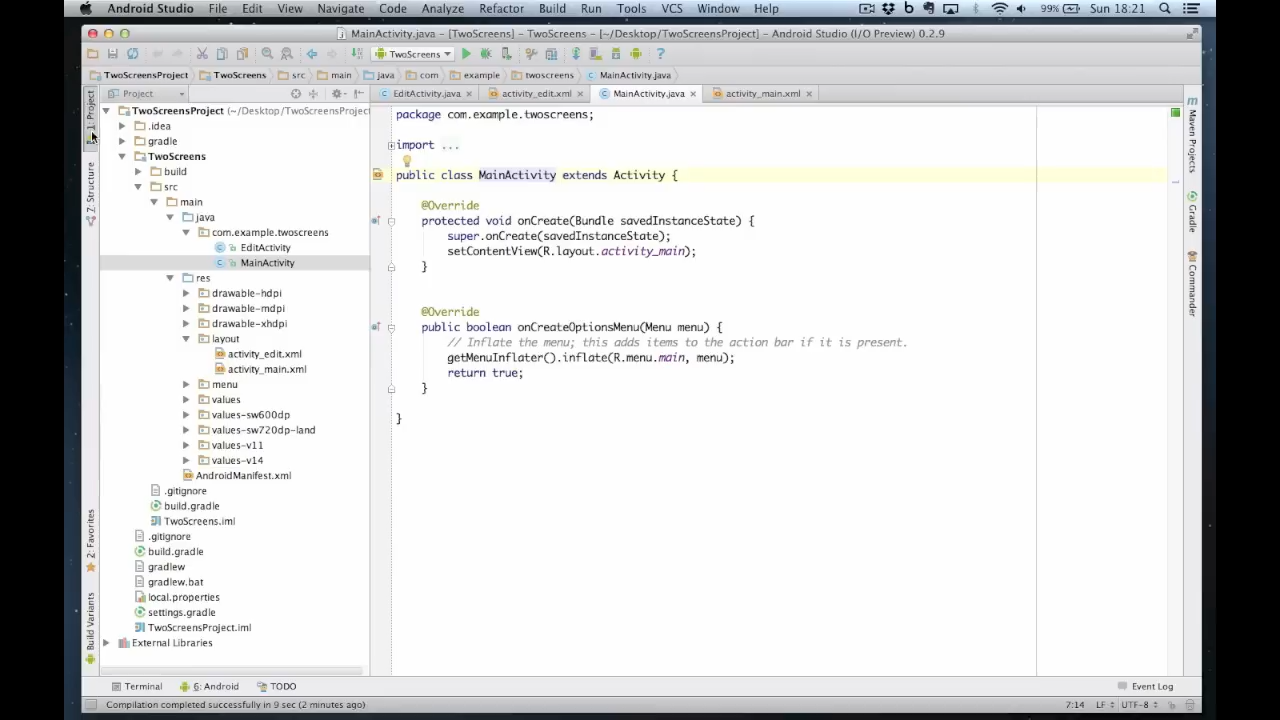 Android Studio File Edit View Navigate Code Analyze Refactor Build Run Tools VCS Window Help 99% Sun 18:21
MainActivity.java - [TwoScreens] - TwoScreens - [~/Desktop/TwoScreensProject] - Android Studio (I/O Preview) 0.2.9
TwoScreens
TwoScreensProject TwoScreens src main java com example twoscreens MainActivity.java
Project
EditActivity.java activity_edit.xml MainActivity.java activity_main.xml
1: Project
Z: Structure
2: Favorites
Build Variants
TwoScreensProject (~/Desktop/TwoScreensProject
.idea
gradle
TwoScreens
build
src
main
java
com.example.twoscreens
EditActivity
MainActivity
res
drawable-hdpi
drawable-mdpi
drawable-xhdpi
layout
activity_edit.xml
activity_main.xml
menu
values
values-sw600dp
values-sw720dp-land
values-v11
values-v14
AndroidManifest.xml
.gitignore
build.gradle
TwoScreens.iml
.gitignore
build.gradle
gradlew
gradlew.bat
local.properties
settings.gradle
TwoScreensProject.iml
External Libraries
package com.example.twoscreens;
import ...
public class MainActivity extends Activity {
@Override
protected void onCreate(Bundle savedInstanceState) {
super.onCreate(savedInstanceState);
setContentView(R.layout.activity_main);
}
@Override
public boolean onCreateOptionsMenu(Menu menu) {
// Inflate the menu; this adds items to the action bar if it is present.
getMenuInflater().inflate(R.menu.main, menu);
return true;
}
}
Maven Projects
Gradle
Commander
Terminal 6: Android TODO Event Log
Compilation completed successfully in 9 sec (2 minutes ago) 7:14 LF UTF-8